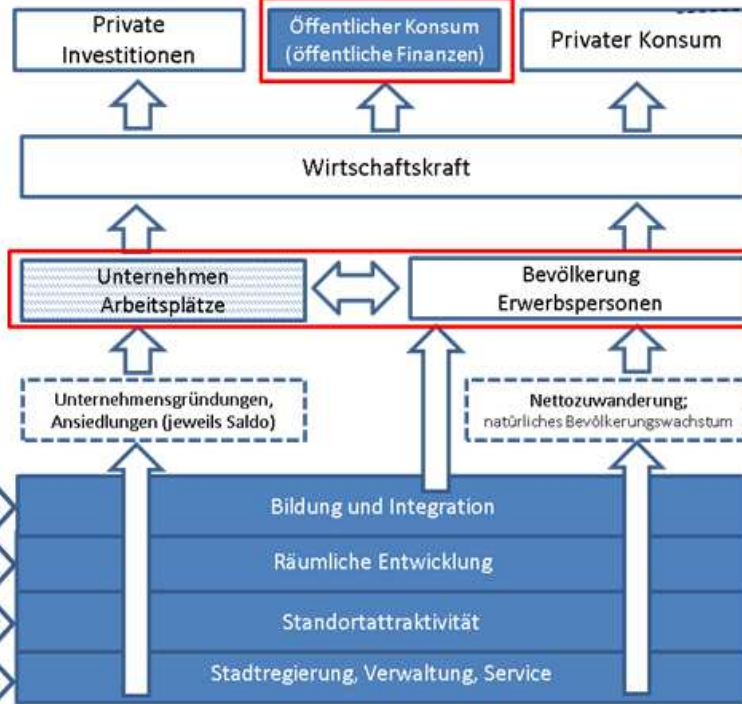 Private
Investitionen
Öffentlicher Konsum
(öffentliche Finanzen)
Privater Konsum
Wirtschaftskraft
Unternehmen
Arbeitsplätze
Bevölkerung
Erwerbspersonen
Unternehmensgründungen,
Ansiedlungen (jeweils Saldo)
Nettozuwanderung;
natürliches Bevölkerungswachstum
Bildung und Integration
Räumliche Entwicklung
Standortattraktivität
Stadtregierung, Verwaltung, Service